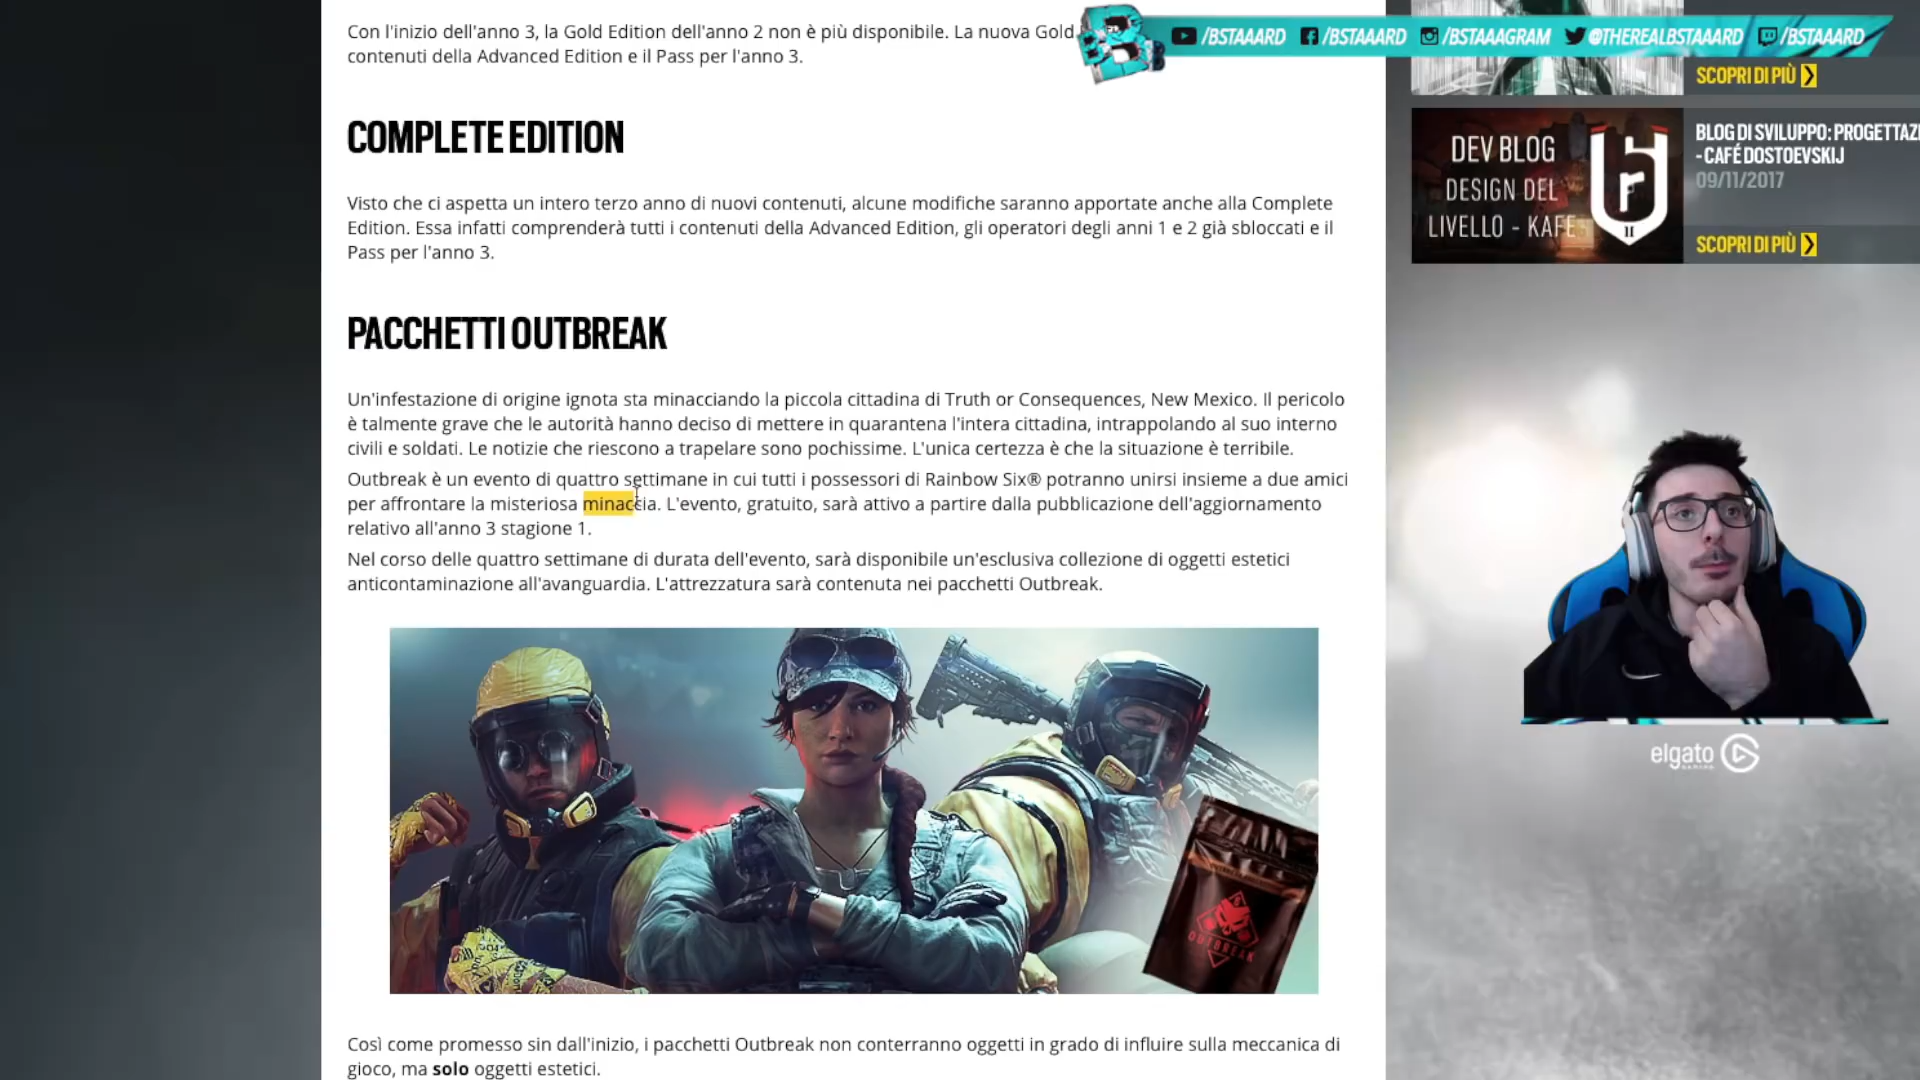 Con l'inizio dell'anno 3, la Gold Edition dell'anno 2 non è più disponibile. La nuova Gold
contenuti della Advanced Edition e il Pass per l'anno 3.
COMPLETE EDITION
Visto che ci aspetta un intero terzo anno di nuovi contenuti, alcune modifiche saranno apportate anche alla Complete
Edition. Essa infatti comprenderà tutti i contenuti della Advanced Edition, gli operatori degli anni 1 e 2 già sbloccati e il
Pass per l'anno 3.
PACCHETTI OUTBREAK
Un'infestazione di origine ignota sta minacciando la piccola cittadina di Truth or Consequences, New Mexico. Il pericolo
è talmente grave che le autorità hanno deciso di mettere in quarantena l'intera cittadina, intrappolando al suo interno
civili e soldati. Le notizie che riescono a trapelare sono pochissime. L'unica certezza è che la situazione è terribile.
Outbreak è un evento di quattro settimane in cui tutti i possessori di Rainbow Six® potranno unirsi insieme a due amici
per affrontare la misteriosa minaccia. L'evento, gratuito, sarà attivo a partire dalla pubblicazione dell'aggiornamento
relativo all'anno 3 stagione 1.
Nel corso delle quattro settimane di durata dell'evento, sarà disponibile un'esclusiva collezione di oggetti estetici
anticontaminazione all'avanguardia. L'attrezzatura sarà contenuta nei pacchetti Outbreak.
OUTBREAK
Così come promesso sin dall'inizio, i pacchetti Outbreak non conterranno oggetti in grado di influire sulla meccanica di
gioco, ma solo oggetti estetici.
/BSTAAARD /BSTAAARD /BSTAAAGRAM @THEREALBSTAAARD /BSTAAARD
SCOPRI DI PIÙ
DEV BLOG
DESIGN DEL
LIVELLO - KAFE
BLOG DI SVILUPPO: PROGETTAZI
- CAFÉ DOSTOEVSKIJ
09/11/2017
SCOPRI DI PIÙ
elgato
GAMING